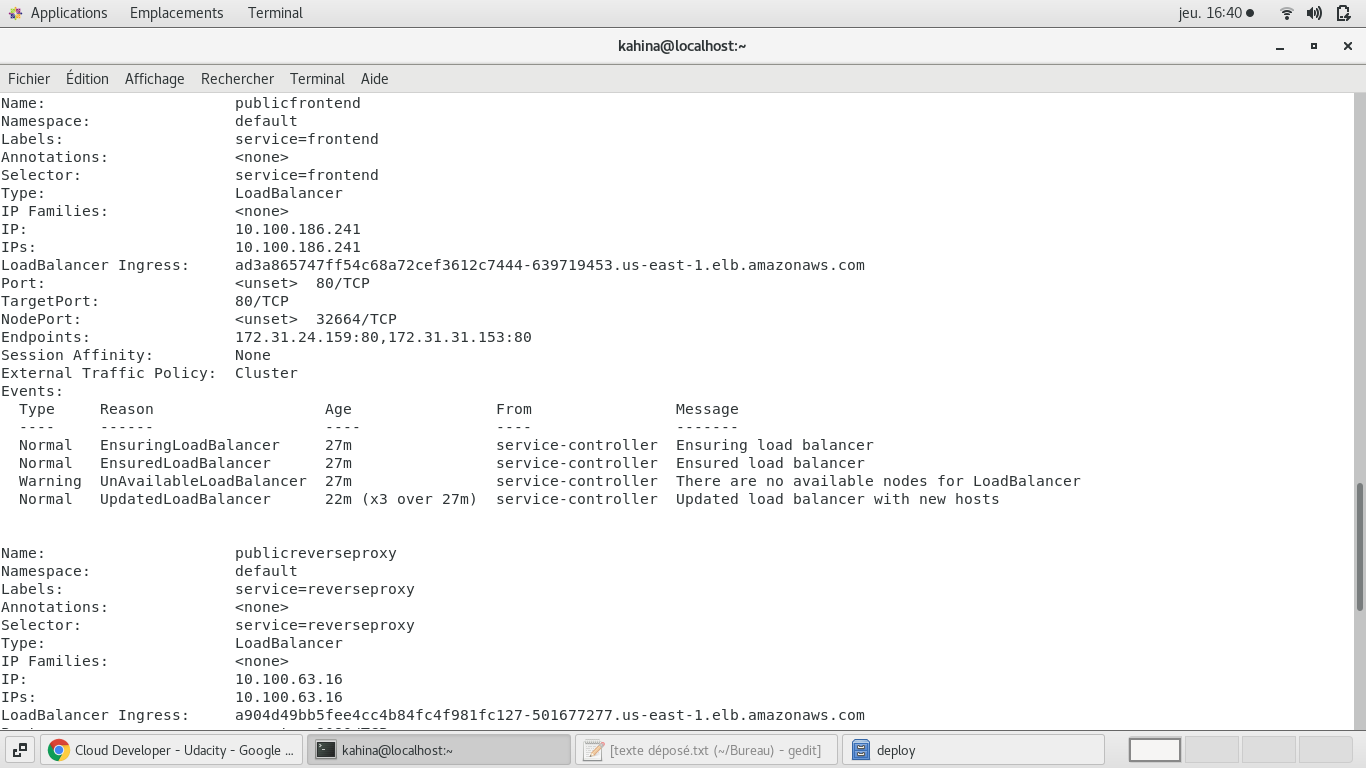 Applications Emplacements Terminal jeu. 16:40
kahina@localhost:~
Fichier Édition Affichage Rechercher Terminal Aide
Name: publicfrontend
Namespace: default
Labels: service=frontend
Annotations: <none>
Selector: service=frontend
Type: LoadBalancer
IP Families: <none>
IP: 10.100.186.241
IPs: 10.100.186.241
LoadBalancer Ingress: ad3a865747ff54c68a72cef3612c7444-639719453.us-east-1.elb.amazonaws.com
Port: <unset> 80/TCP
TargetPort: 80/TCP
NodePort: <unset> 32664/TCP
Endpoints: 172.31.24.159:80,172.31.31.153:80
Session Affinity: None
External Traffic Policy: Cluster
Events:
Type Reason Age From Message
---- ------ ---- ---- -------
Normal EnsuringLoadBalancer 27m service-controller Ensuring load balancer
Normal EnsuredLoadBalancer 27m service-controller Ensured load balancer
Warning UnAvailableLoadBalancer 27m service-controller There are no available nodes for LoadBalancer
Normal UpdatedLoadBalancer 22m (x3 over 27m) service-controller Updated load balancer with new hosts
Name: publicreverseproxy
Namespace: default
Labels: service=reverseproxy
Annotations: <none>
Selector: service=reverseproxy
Type: LoadBalancer
IP Families: <none>
IP: 10.100.63.16
IPs: 10.100.63.16
LoadBalancer Ingress: a904d49bb5fee4cc4b84fc4f981fc127-501677277.us-east-1.elb.amazonaws.com
Cloud Developer - Udacity - Google ... kahina@localhost:~ [texte déposé.txt (~/Bureau) - gedit] deploy